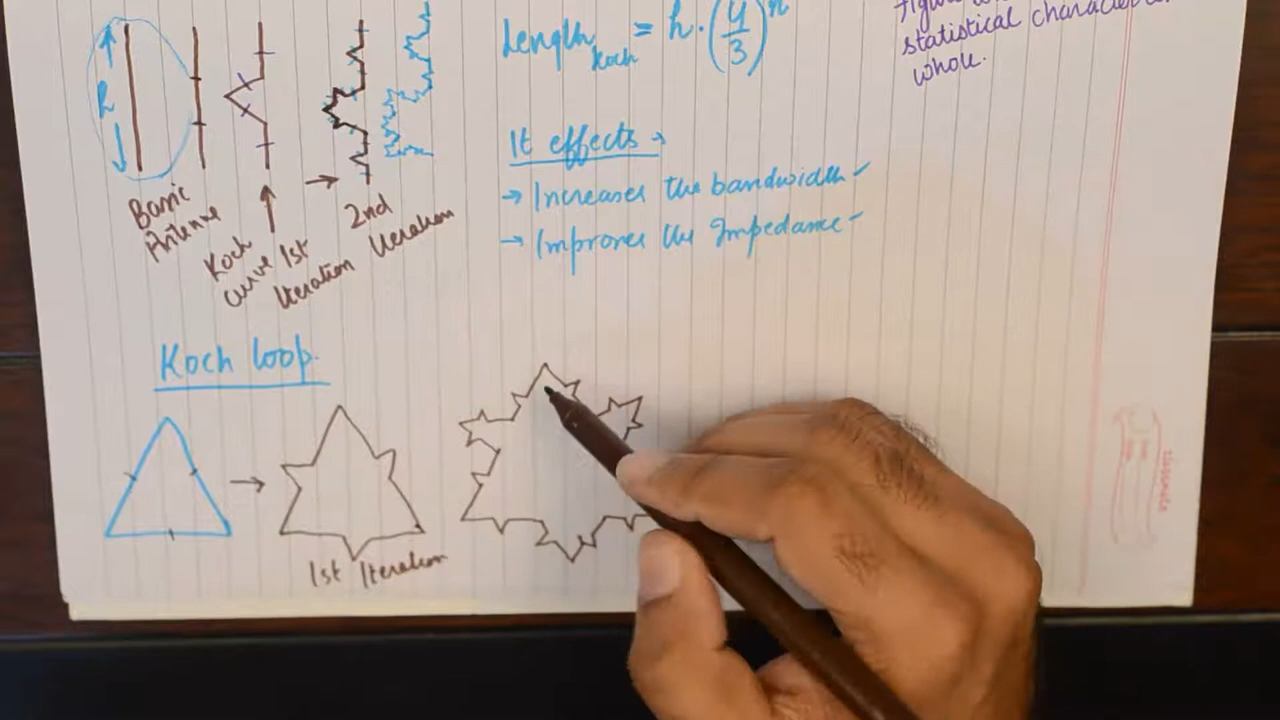 h
Basic
Antenna
Koch
curve 1st
Iteration
2nd
Iteration
Length koch = h.(4/3)^n
statistical
whole.
It effects →
→ Increases the bandwidth
→ Improves the Impedance
Koch loop
1st Iteration